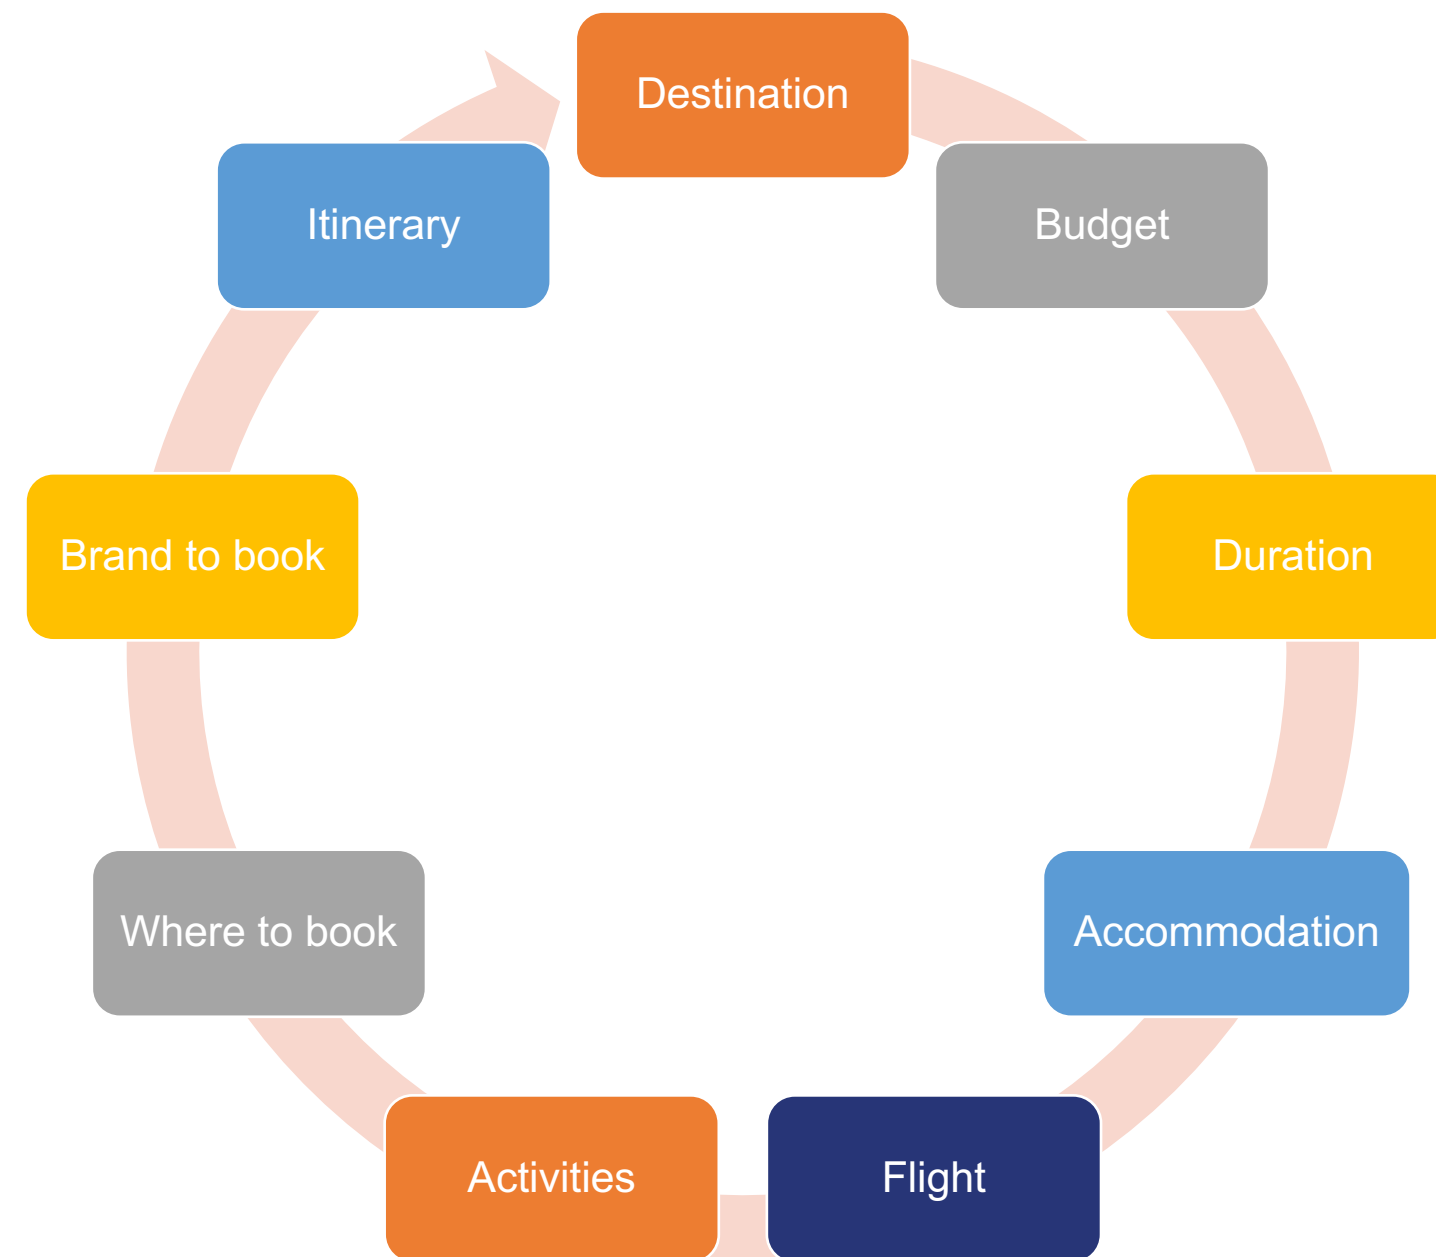 Destination
Budget
Duration
Accommodation
Flight
Activities
Where to book
Brand to book
Itinerary